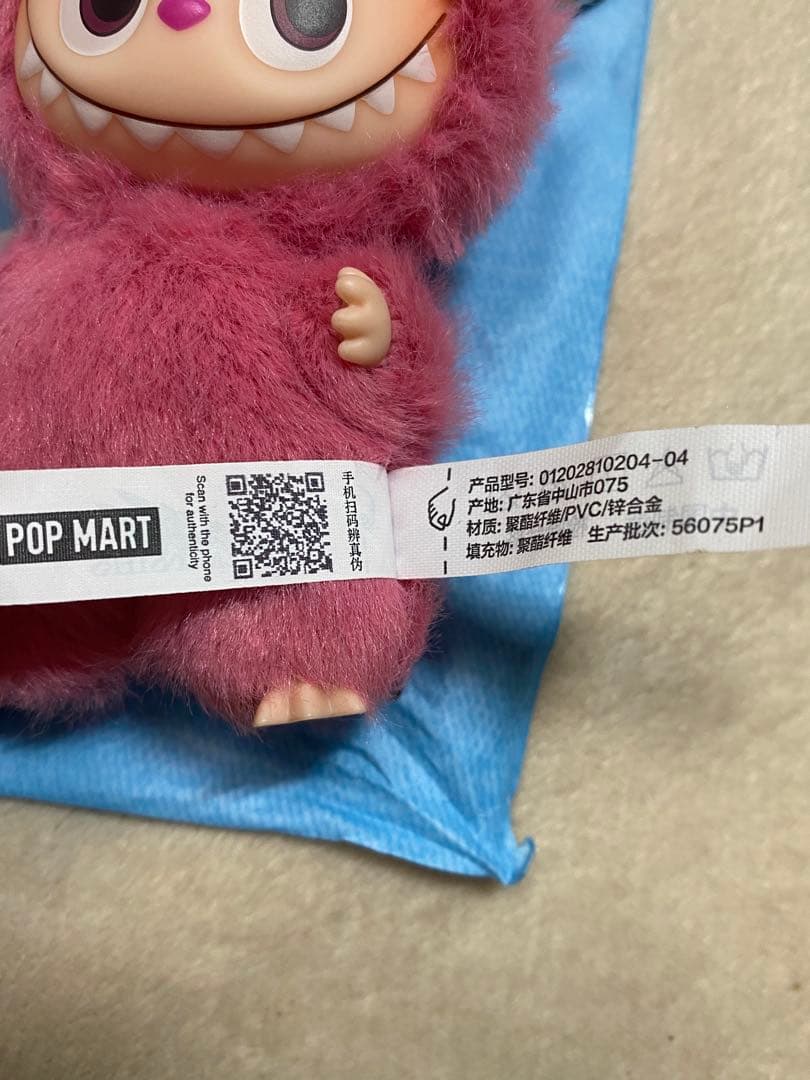 POP MART
Scan with the phone
for authenticity
手机扫码辨真伪
产品型号: 01202810204-04
产地: 广东省中山市075
材质: 聚酯纤维/PVC/锌合金
填充物: 聚酯纤维 生产批次: 56075P1